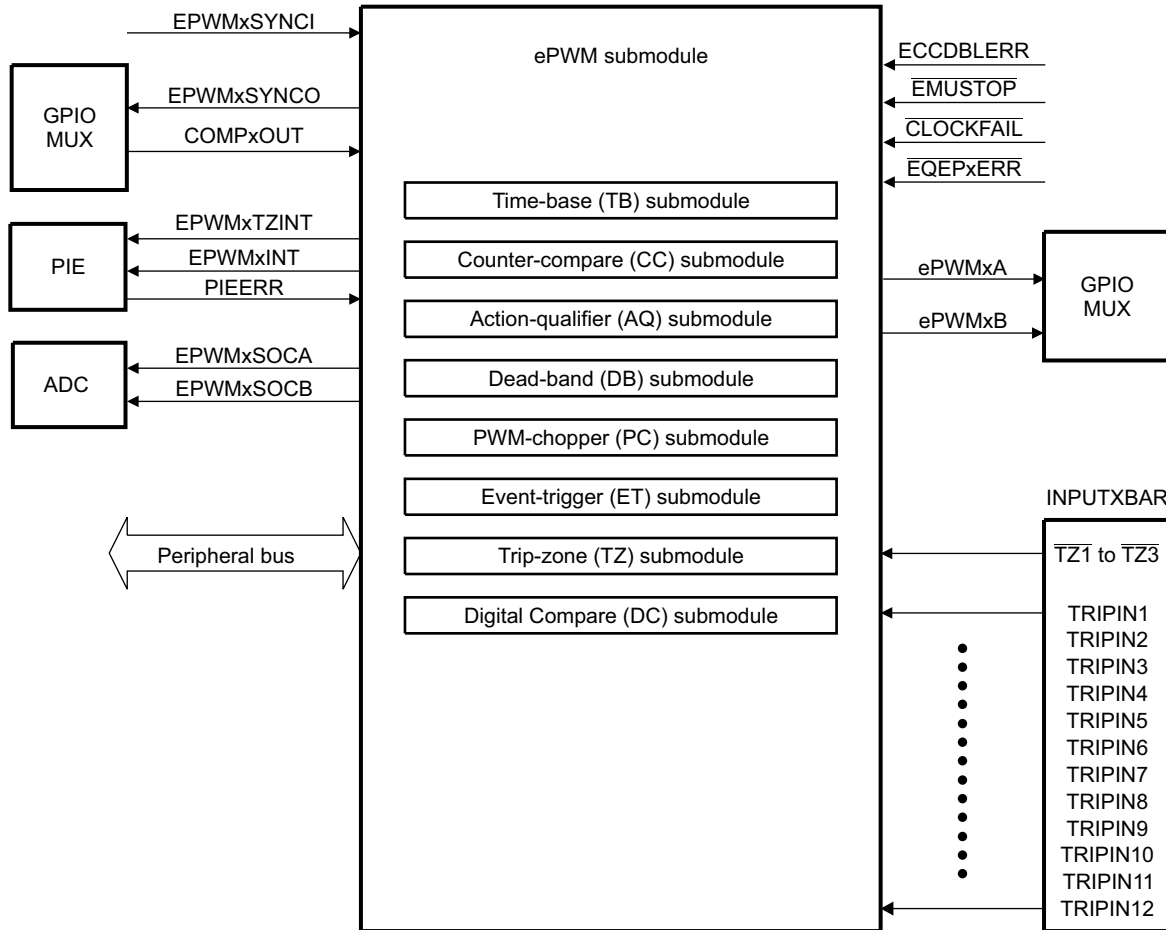 EPWMxSYNCI
ePWM submodule
ECCDBLERR
EMUSTOP
CLOCKFAIL
EQEPxERR
GPIO
MUX
EPWMxSYNCO
COMPxOUT
PIE
EPWMxTZINT
EPWMxINT
PIEERR
ADC
EPWMxSOCA
EPWMxSOCB
Peripheral bus
Time-base (TB) submodule
Counter-compare (CC) submodule
Action-qualifier (AQ) submodule
Dead-band (DB) submodule
PWM-chopper (PC) submodule
Event-trigger (ET) submodule
Trip-zone (TZ) submodule
Digital Compare (DC) submodule
ePWMxA
ePWMxB
GPIO
MUX
INPUTXBAR
TZ1 to TZ3
TRIPIN1
TRIPIN2
TRIPIN3
TRIPIN4
TRIPIN5
TRIPIN6
TRIPIN7
TRIPIN8
TRIPIN9
TRIPIN10
TRIPIN11
TRIPIN12